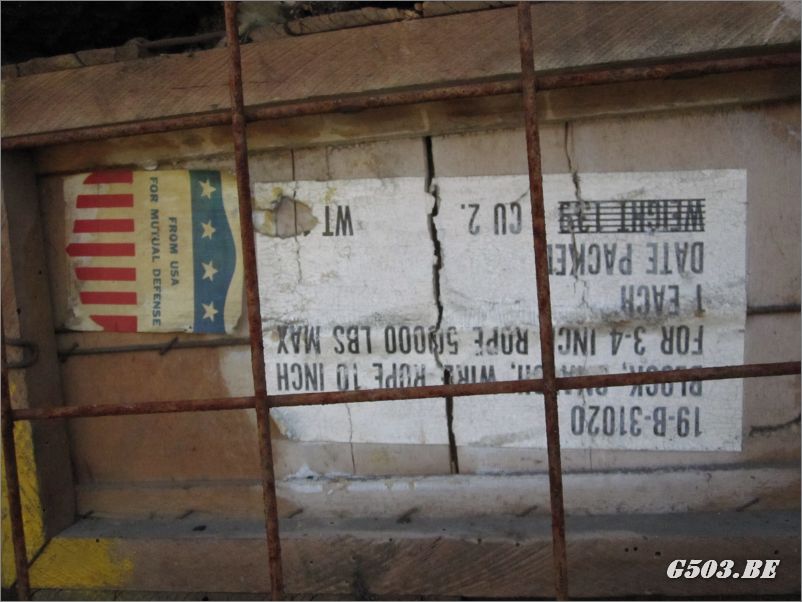 19-B-31020
BLOCK, SNATCH, WIRE ROPE 10 INCH
FOR 3-4 INCH ROPE 50000 LBS MAX
1 EACH
DATE PACKED
WEIGHT 139 CU 2. WT
FROM USA
FOR MUTUAL DEFENSE
G503.BE